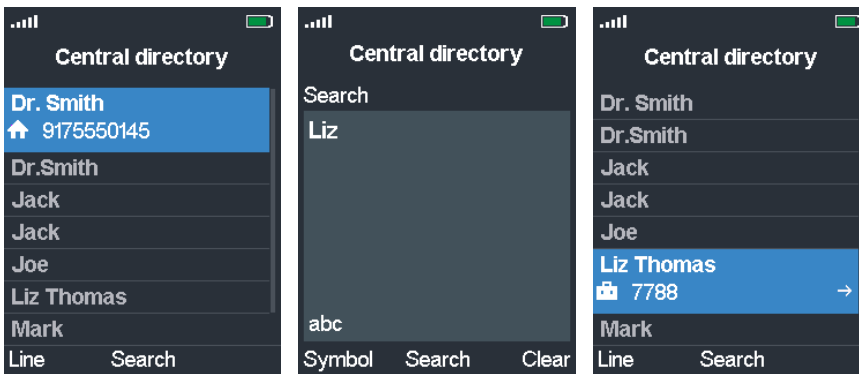 Central directory
Dr. Smith
9175550145
Dr.Smith
Jack
Jack
Joe
Liz Thomas
Mark
Line Search
Central directory
Search
Liz
abc
Symbol Search Clear
Central directory
Dr. Smith
Dr.Smith
Jack
Jack
Joe
Liz Thomas
7788
Mark
Line Search